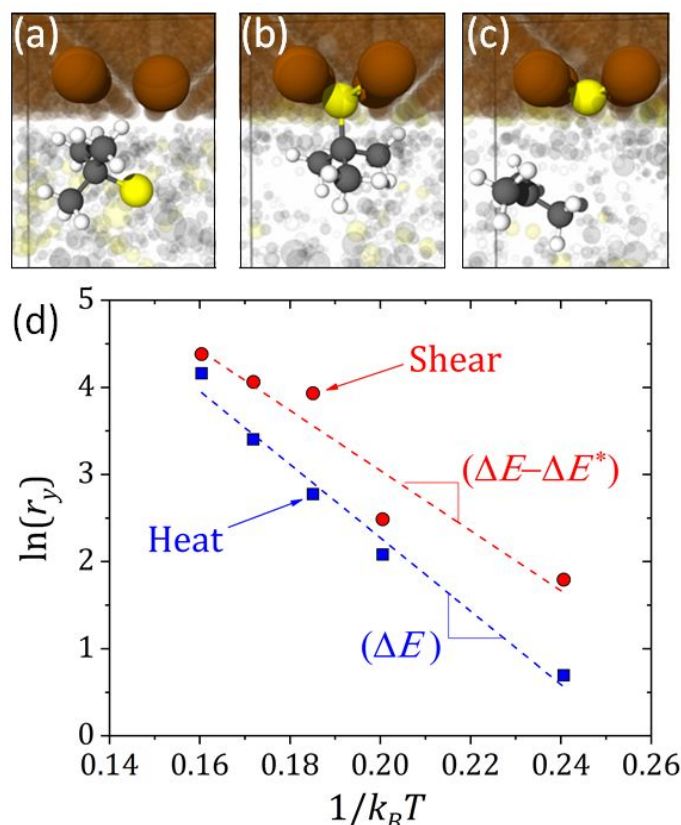 (a)
(b)
(c)
(d)
5
4
3
2
1
0
ln(r_y)
Shear
Heat
(ΔE−ΔE*)
(ΔE)
0.14 0.16 0.18 0.20 0.22 0.24 0.26
1/k_BT